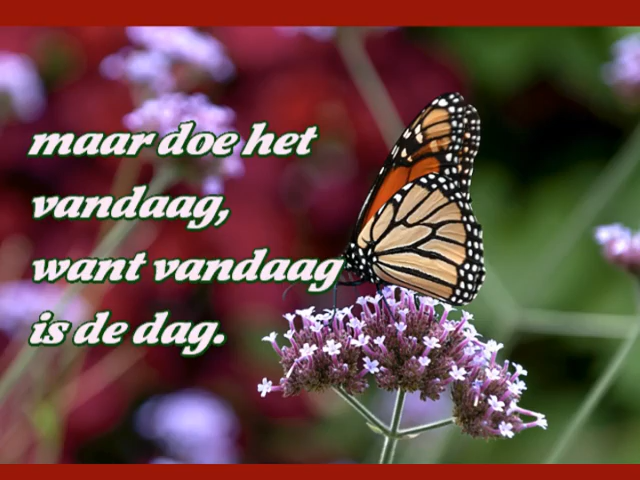 maar doe het
vandaag,
want vandaag
is de dag.